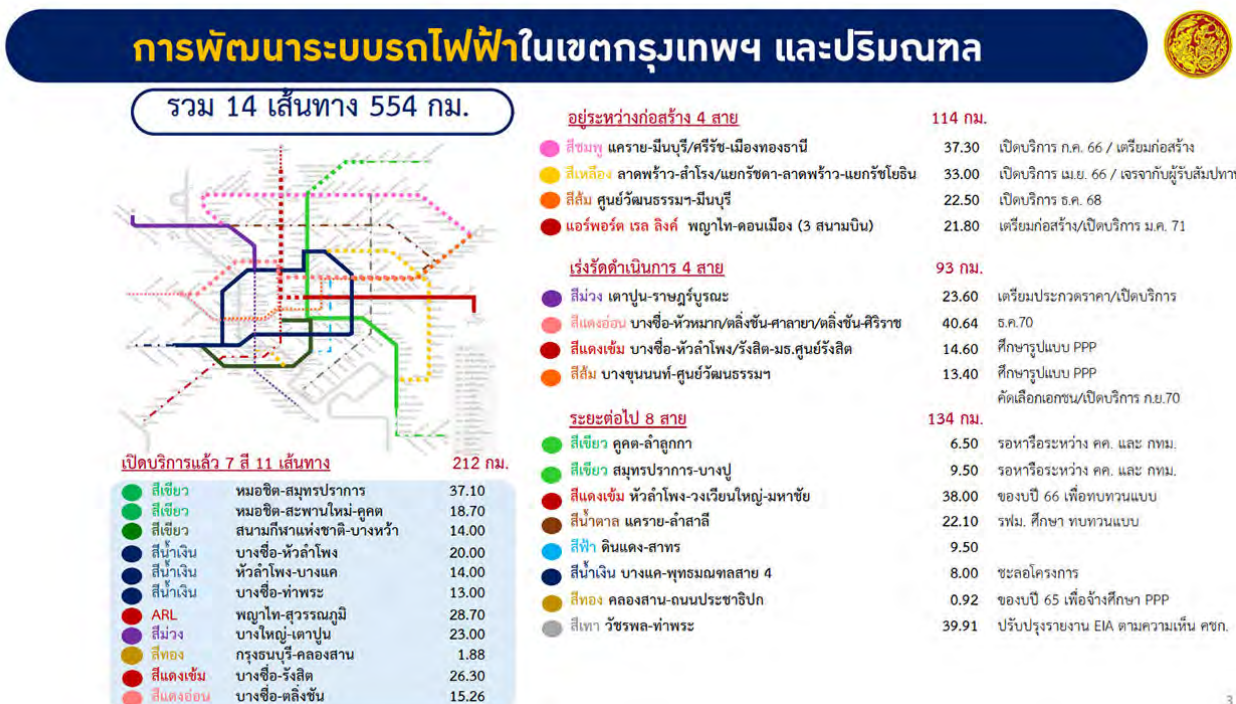 การพัฒนาระบบรถไฟฟ้าในเขตกรุงเทพฯ และปริมณฑล
รวม 14 เส้นทาง 554 กม.
เปิดบริการแล้ว 7 สี 11 เส้นทาง 212 กม.
สีเขียว หมอชิต-สมุทรปราการ 37.10
สีเขียว หมอชิต-สะพานใหม่-คูคต 18.70
สีเขียว สนามกีฬาแห่งชาติ-บางหว้า 14.00
สีน้ำเงิน บางซื่อ-หัวลำโพง 20.00
สีน้ำเงิน หัวลำโพง-บางแค 14.00
สีน้ำเงิน บางซื่อ-ท่าพระ 13.00
ARL พญาไท-สุวรรณภูมิ 28.70
สีม่วง บางใหญ่-เตาปูน 23.00
สีทอง กรุงธนบุรี-คลองสาน 1.88
สีแดงเข้ม บางซื่อ-รังสิต 26.30
สีแดงอ่อน บางซื่อ-ตลิ่งชัน 15.26
อยู่ระหว่างก่อสร้าง 4 สาย 114 กม.
สีชมพู แคราย-มีนบุรี/ศรีรัช-เมืองทองธานี 37.30 เปิดบริการ ก.ค. 66 / เตรียมก่อสร้าง
สีเหลือง ลาดพร้าว-สำโรง/แยกรัชดา-ลาดพร้าว-แยกรัชโยธิน 33.00 เปิดบริการ เม.ย. 66 / เจรจากับผู้รับสัมปทาน
สีส้ม ศูนย์วัฒนธรรมฯ-มีนบุรี 22.50 เปิดบริการ ธ.ค. 68
แอร์พอร์ต เรล ลิงค์ พญาไท-ดอนเมือง (3 สนามบิน) 21.80 เตรียมก่อสร้าง/เปิดบริการ ม.ค. 71
เร่งรัดดำเนินการ 4 สาย 93 กม.
สีม่วง เตาปูน-ราษฎร์บูรณะ 23.60 เตรียมประกวดราคา/เปิดบริการ
สีแดงอ่อน บางซื่อ-หัวหมาก/ตลิ่งชัน-ศาลายา/ตลิ่งชัน-ศิริราช 40.64 ธ.ค.70
สีแดงเข้ม บางซื่อ-หัวลำโพง/รังสิต-มธ.ศูนย์รังสิต 14.60 ศึกษารูปแบบ PPP
สีส้ม บางขุนนนท์-ศูนย์วัฒนธรรมฯ 13.40 ศึกษารูปแบบ PPP
คัดเลือกเอกชน/เปิดบริการ ก.ย.70
ระยะต่อไป 8 สาย 134 กม.
สีเขียว คูคต-ลำลูกกา 6.50 รอหารือระหว่าง คค. และ กทม.
สีเขียว สมุทรปราการ-บางปู 9.50 รอหารือระหว่าง คค. และ กทม.
สีแดงเข้ม หัวลำโพง-วงเวียนใหญ่-มหาชัย 38.00 ของบปี 66 เพื่อทบทวนแบบ
สีน้ำตาล แคราย-ลำสาลี 22.10 รฟม. ศึกษา ทบทวนแบบ
สีฟ้า ดินแดง-สาทร 9.50
สีน้ำเงิน บางแค-พุทธมณฑลสาย 4 8.00 ชะลอโครงการ
สีทอง คลองสาน-ถนนประชาธิปก 0.92 ของบปี 65 เพื่อจ้างศึกษา PPP
สีเทา วัชรพล-ท่าพระ 39.91 ปรับปรุงรายงาน EIA ตามความเห็น คชก.
3